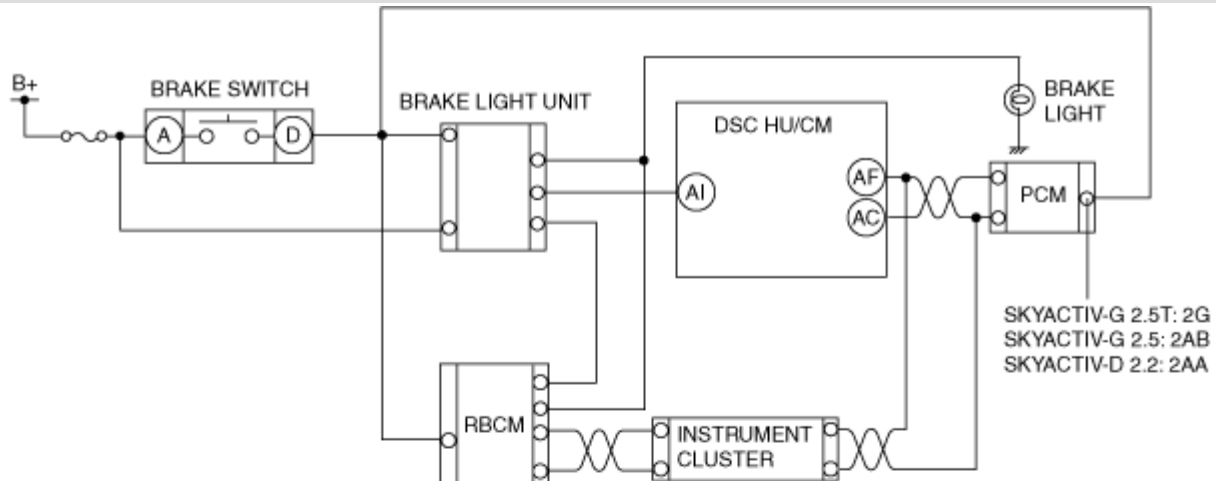 B+
BRAKE SWITCH
A
D
BRAKE LIGHT UNIT
DSC HU/CM
AI
AF
AC
BRAKE
LIGHT
PCM
SKYACTIV-G 2.5T: 2G
SKYACTIV-G 2.5: 2AB
SKYACTIV-D 2.2: 2AA
RBCM
INSTRUMENT
CLUSTER